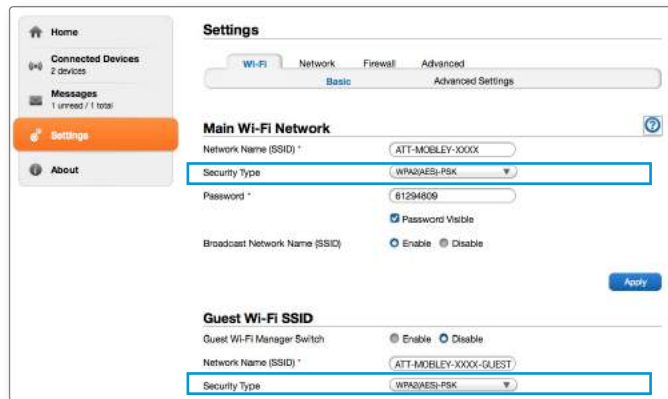 Home
Connected Devices
2 devices
Messages
1 unread / 1 total
Settings
About
Settings
Wi-Fi Network Firewall Advanced
Basic Advanced Settings
Main Wi-Fi Network
?
Network Name (SSID) * ATT-MOBLEY-XXXX
Security Type WPA2(AES)-PSK
Password * 61294809
Password Visible
Broadcast Network Name (SSID) Enable Disable
Apply
Guest Wi-Fi SSID
Guest Wi-Fi Manager Switch Enable Disable
Network Name (SSID) * ATT-MOBLEY-XXXX-GUEST
Security Type WPA2(AES)-PSK